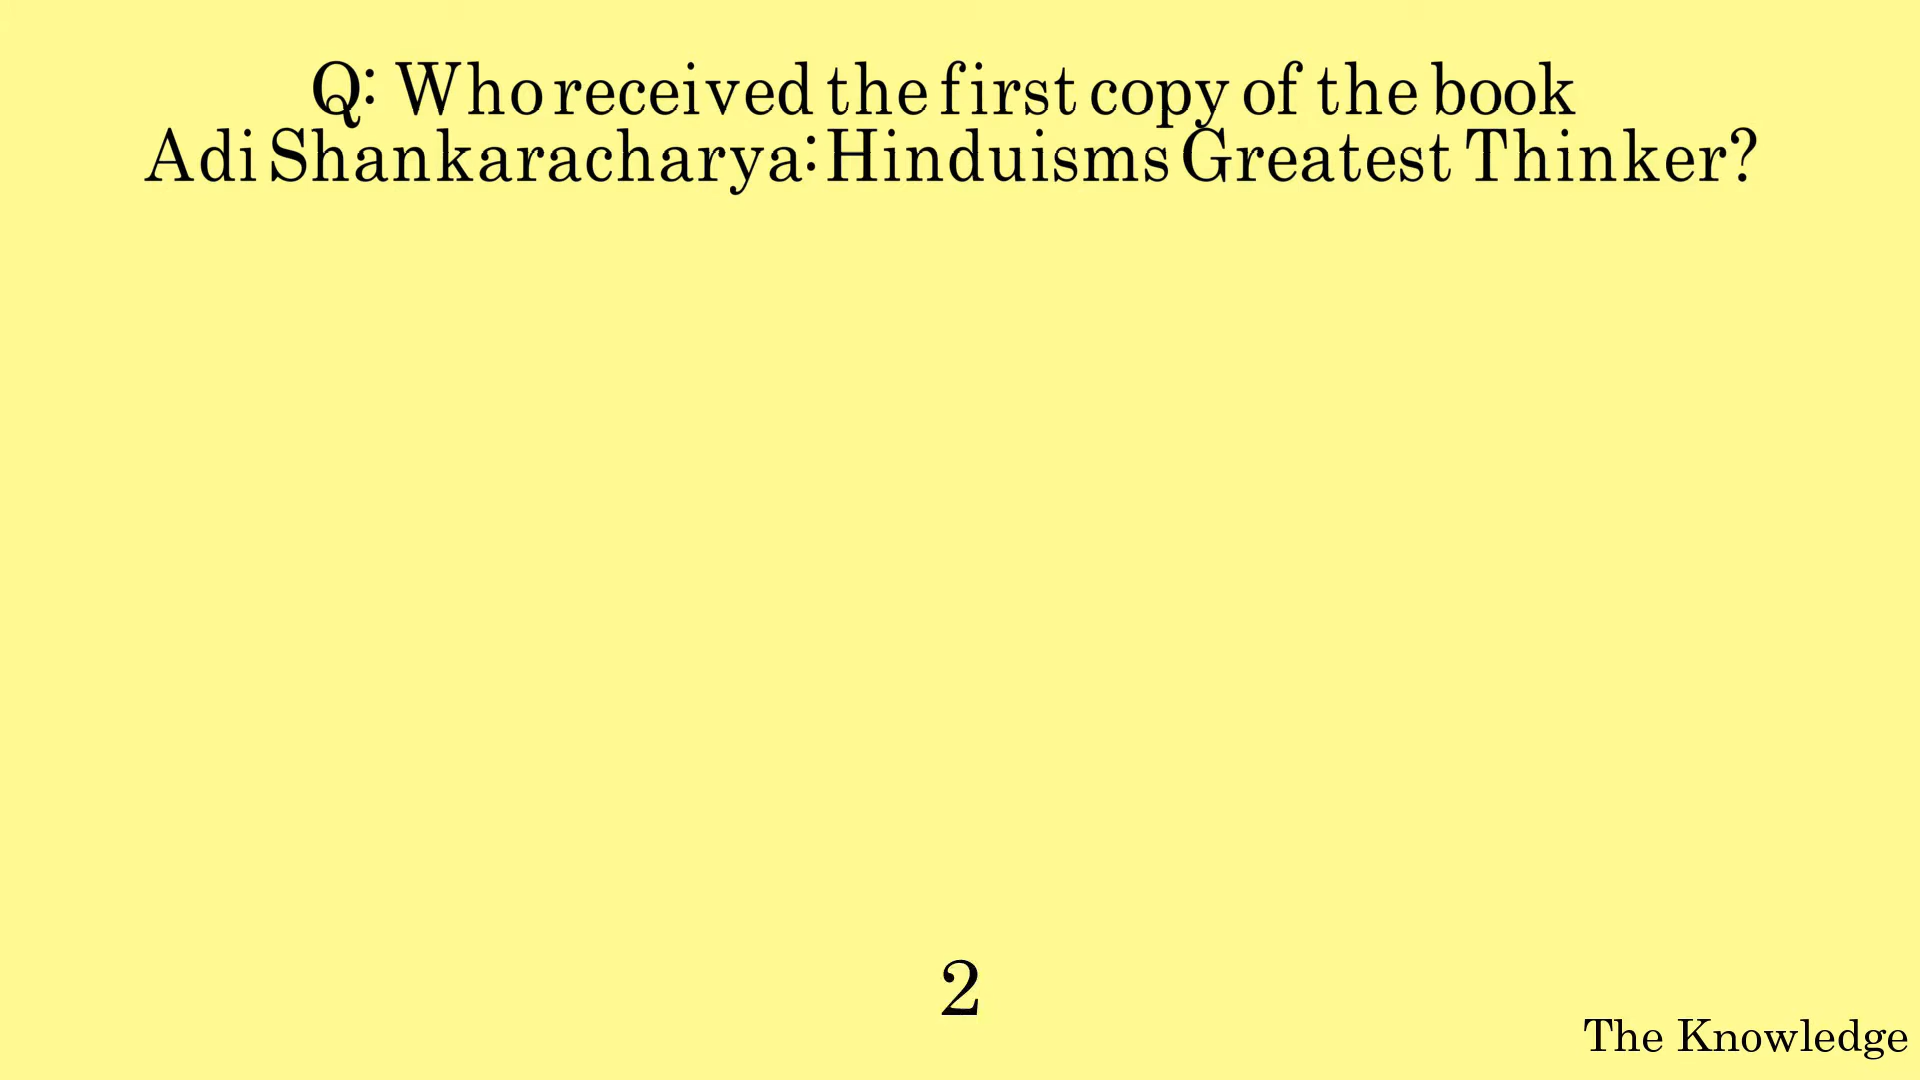 Q: Who received the first copy of the book
Adi Shankaracharya: Hinduisms Greatest Thinker?
2
The Knowledge